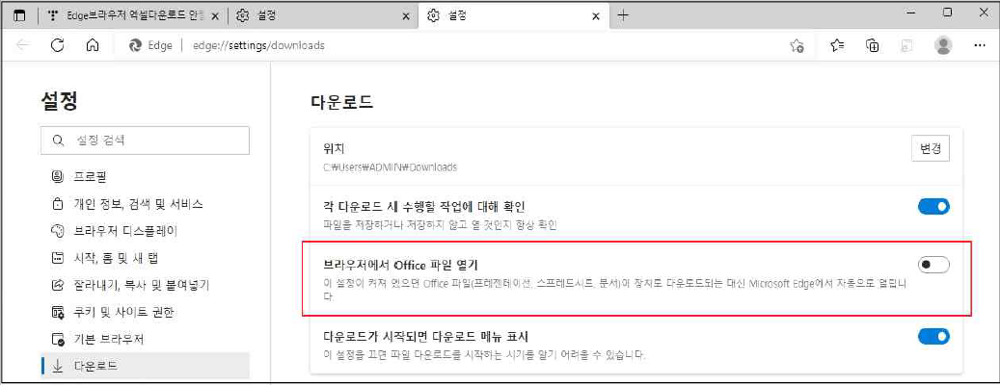 Edge브라우저 엑셀다운로드 안
설정
설정
Edge
edge://settings/downloads
설정
설정 검색
프로필
개인 정보, 검색 및 서비스
브라우저 디스플레이
시작, 홈 및 새 탭
잘라내기, 복사 및 붙여넣기
쿠키 및 사이트 권한
기본 브라우저
다운로드
다운로드
위치
C:₩Users₩ADMIN₩Downloads
변경
각 다운로드 시 수행할 작업에 대해 확인
파일을 저장하거나 저장하지 않고 열 것인지 항상 확인
브라우저에서 Office 파일 열기
이 설정이 켜져 있으면 Office 파일(프레젠테이션, 스프레드시트, 문서)이 장치로 다운로드되는 대신 Microsoft Edge에서 자동으로 열립니
다.
다운로드가 시작되면 다운로드 메뉴 표시
이 설정을 끄면 파일 다운로드를 시작하는 시기를 알기 어려울 수 있습니다.